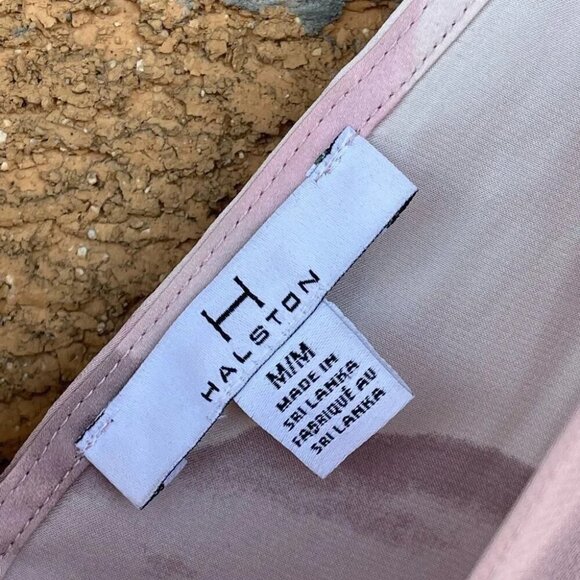 H
HALSTON
M/M
MADE IN
SRI LANKA
FABRIQUÉ AU
SRI LANKA